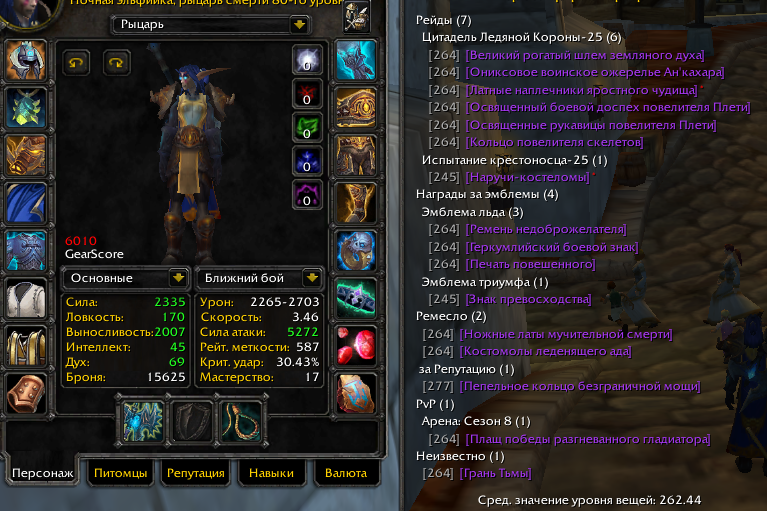 Ночная эльфийка, рыцарь смерти 80-го уровня
Рыцарь
0
0
0
0
0
6010
GearScore
Основные
Сила: 2335
Ловкость: 170
Выносливость: 2007
Интеллект: 45
Дух: 69
Броня: 15625
Ближний бой
Урон: 2265-2703
Скорость: 3.46
Сила атаки: 5272
Рейт. меткости: 587
Крит. удар: 30.43%
Мастерство: 17
Персонаж
Питомцы
Репутация
Навыки
Валюта
Рейды (7)
Цитадель Ледяной Короны-25 (6)
[264] [Великий рогатый шлем земляного духа]
[264] [Ониксовое воинское ожерелье Ан'кахара]
[264] [Латные наплечники яростного чудища]*
[264] [Освященный боевой доспех повелителя Плети]
[264] [Освященные рукавицы повелителя Плети]
[264] [Кольцо повелителя скелетов]
Испытание крестоносца-25 (1)
[245] [Наручи-костеломы]*
Награды за эмблемы (4)
Эмблема льда (3)
[264] [Ремень недоброжелателя]
[264] [Геркумлийский боевой знак]
[264] [Печать повешенного]
Эмблема триумфа (1)
[245] [Знак превосходства]
Ремесло (2)
[264] [Ножные латы мучительной смерти]
[264] [Костомолы леденящего ада]
за Репутацию (1)
[277] [Пепельное кольцо безграничной мощи]
PvP (1)
Арена: Сезон 8 (1)
[264] [Плащ победы разгневанного гладиатора]
Неизвестно (1)
[264] [Грань Тьмы]
Сред. значение уровня вещей: 262.44